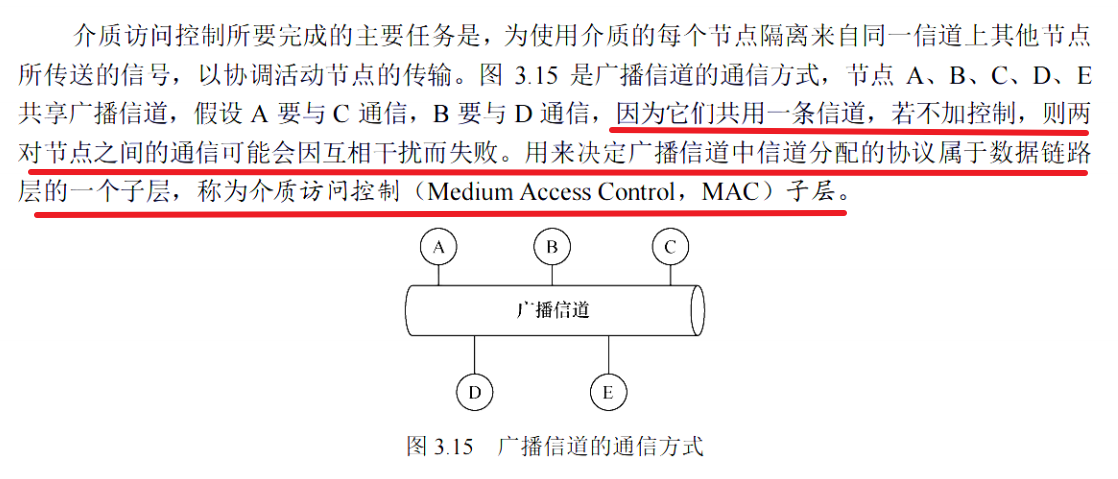 介质访问控制所要完成的主要任务是，为使用介质的每个节点隔离来自同一信道上其他节点
所传送的信号，以协调活动节点的传输。图 3.15 是广播信道的通信方式，节点 A、B、C、D、E
共享广播信道，假设 A 要与 C 通信，B 要与 D 通信，因为它们共用一条信道，若不加控制，则两
对节点之间的通信可能会因互相干扰而失败。用来决定广播信道中信道分配的协议属于数据链路
层的一个子层，称为介质访问控制（Medium Access Control，MAC）子层。
A B C
广播信道
D E
图 3.15 广播信道的通信方式